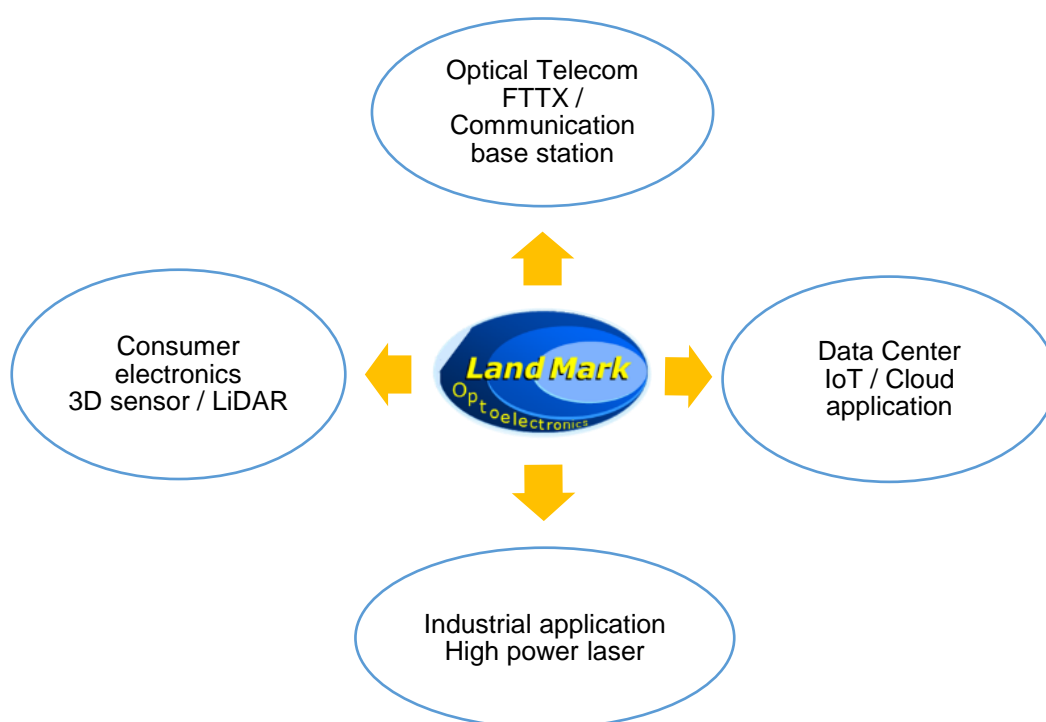 Optical Telecom
FTTX /
Communication
base station
Consumer
electronics
3D sensor / LiDAR
LandMark
Optoelectronics
Data Center
IoT / Cloud
application
Industrial application
High power laser